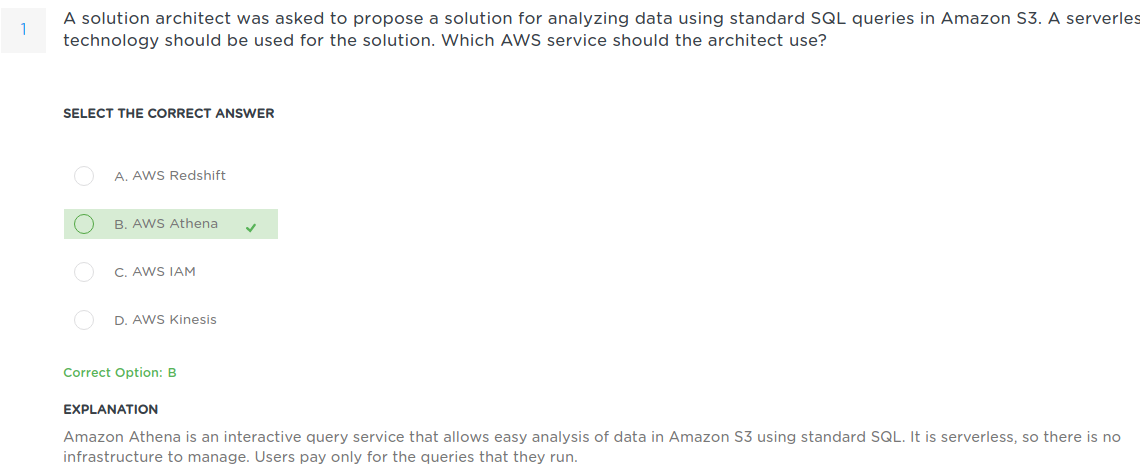 1
A solution architect was asked to propose a solution for analyzing data using standard SQL queries in Amazon S3. A serverles
technology should be used for the solution. Which AWS service should the architect use?
SELECT THE CORRECT ANSWER
A. AWS Redshift
B. AWS Athena
C. AWS IAM
D. AWS Kinesis
Correct Option: B
EXPLANATION
Amazon Athena is an interactive query service that allows easy analysis of data in Amazon S3 using standard SQL. It is serverless, so there is no
infrastructure to manage. Users pay only for the queries that they run.